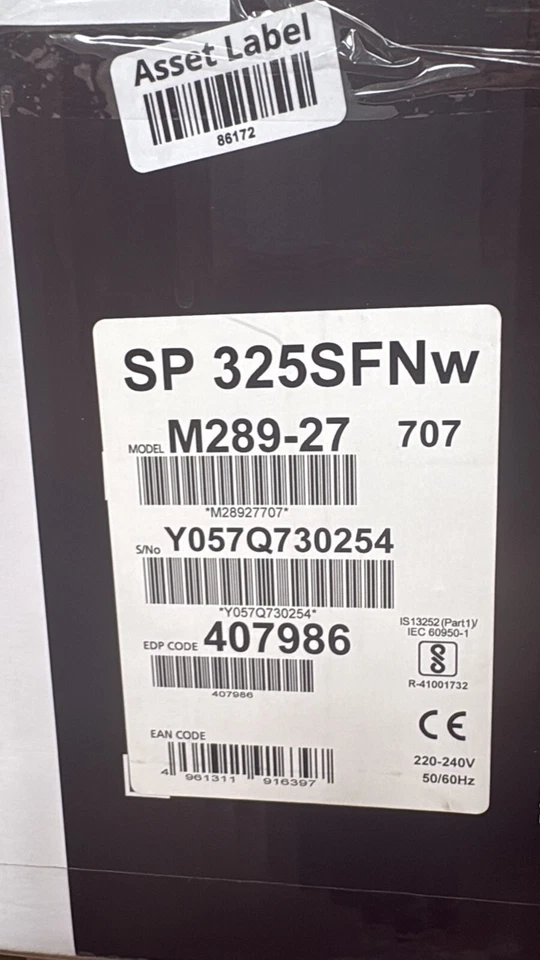 Asset Label
86172
SP 325SFNw
MODEL M289-27 707
*M28927707*
S/No Y057Q730254
*Y057Q730254*
EDP CODE 407986
407986
IS13252 (Part1)/
IEC 60950-1
R-41001732
CE
EAN CODE
4 961311 916397
220-240V
50/60Hz